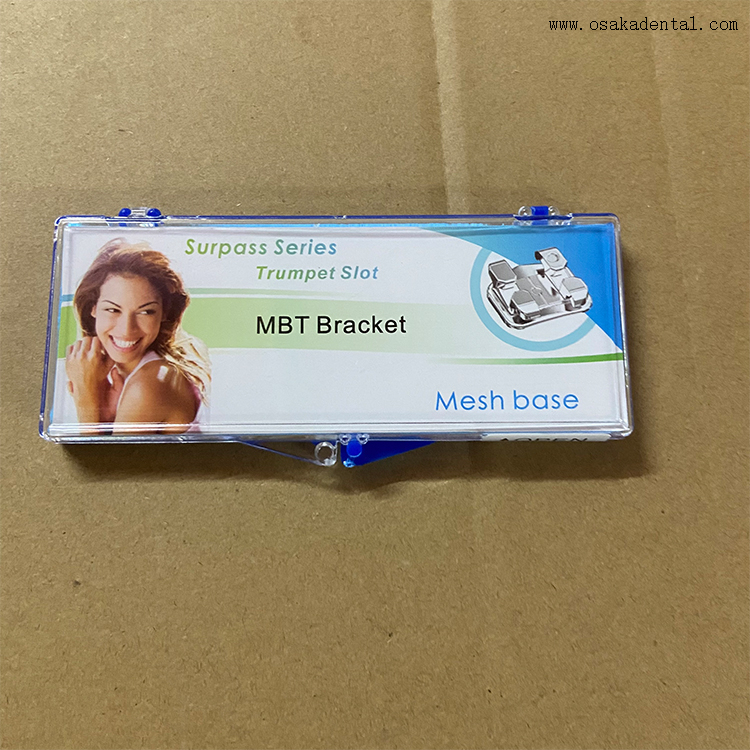 www.osakadental.com
Surpass Series
Trumpet Slot
MBT Bracket
Mesh base